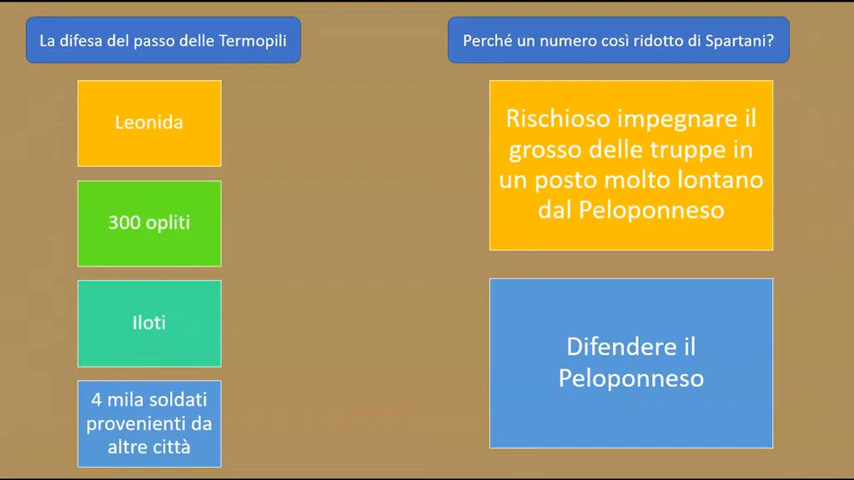 La difesa del passo delle Termopili
Leonida
300 opliti
Iloti
4 mila soldati
provenienti da
altre città
Perché un numero così ridotto di Spartani?
Rischioso impegnare il
grosso delle truppe in
un posto molto lontano
dal Peloponneso
Difendere il
Peloponneso